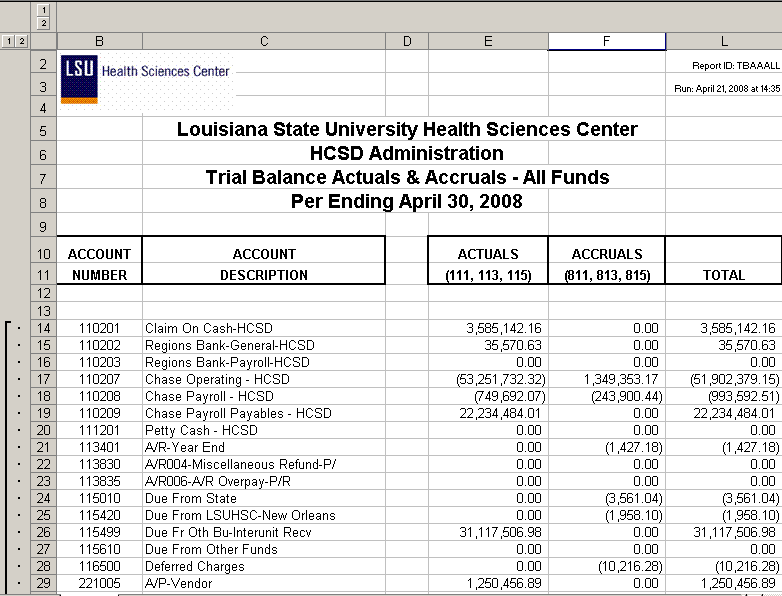 1
2
1 2 B C D E F L
2 LSU Health Sciences Center Report ID: TBAAALL
3 Run: April 21, 2008 at 14:35
4
5 Louisiana State University Health Sciences Center
6 HCSD Administration
7 Trial Balance Actuals & Accruals - All Funds
8 Per Ending April 30, 2008
9
10 ACCOUNT ACCOUNT ACTUALS ACCRUALS
11 NUMBER DESCRIPTION (111, 113, 115) (811, 813, 815) TOTAL
12
13
14 110201 Claim On Cash-HCSD 3,585,142.16 0.00 3,585,142.16
15 110202 Regions Bank-General-HCSD 35,570.63 0.00 35,570.63
16 110203 Regions Bank-Payroll-HCSD 0.00 0.00 0.00
17 110207 Chase Operating - HCSD (53,251,732.32) 1,349,353.17 (51,902,379.15)
18 110208 Chase Payroll - HCSD (749,692.07) (243,900.44) (993,592.51)
19 110209 Chase Payroll Payables - HCSD 22,234,484.01 0.00 22,234,484.01
20 111201 Petty Cash - HCSD 0.00 0.00 0.00
21 113401 A/R-Year End 0.00 (1,427.18) (1,427.18)
22 113830 A/R004-Miscellaneous Refund-P/ 0.00 0.00 0.00
23 113835 A/R006-A/R Overpay-P/R 0.00 0.00 0.00
24 115010 Due From State 0.00 (3,561.04) (3,561.04)
25 115420 Due From LSUHSC-New Orleans 0.00 (1,958.10) (1,958.10)
26 115499 Due Fr Oth Bu-Interunit Recv 31,117,506.98 0.00 31,117,506.98
27 115610 Due From Other Funds 0.00 0.00 0.00
28 116500 Deferred Charges 0.00 (10,216.28) (10,216.28)
29 221005 A/P-Vendor 1,250,456.89 0.00 1,250,456.89